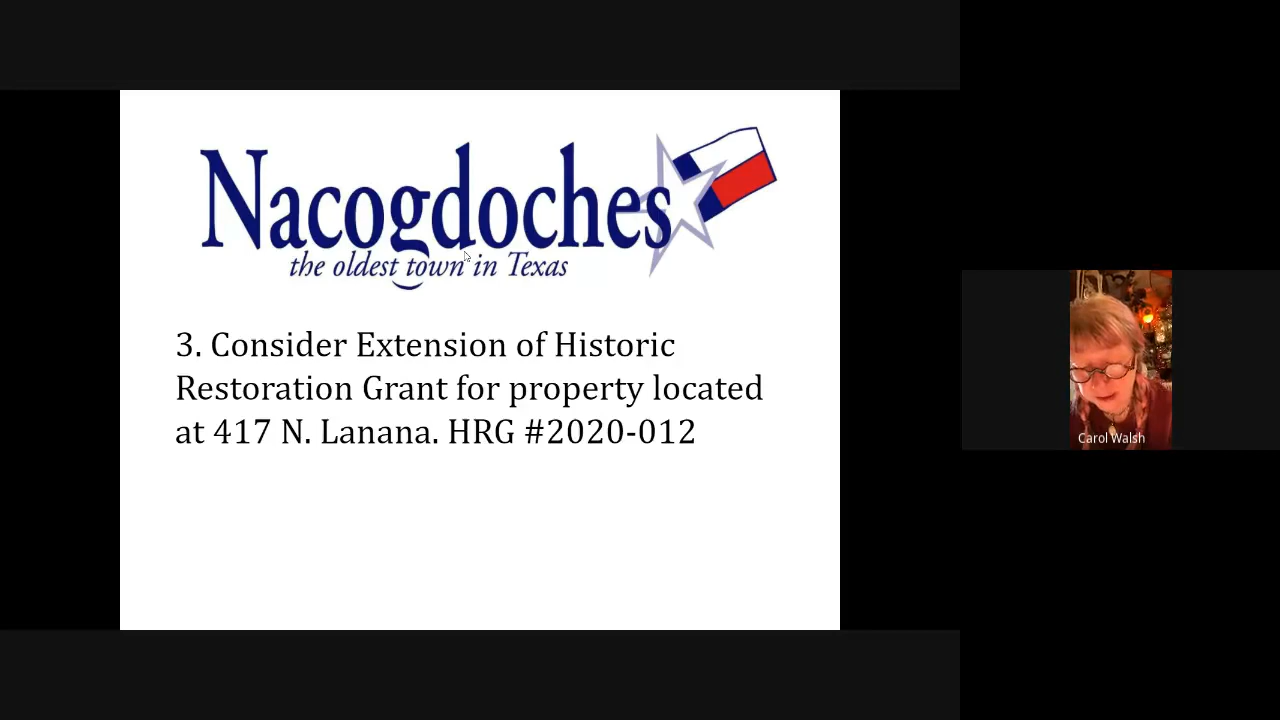 Nacogdoches
the oldest town in Texas
3. Consider Extension of Historic
Restoration Grant for property located
at 417 N. Lanana. HRG #2020-012
Carol Walsh